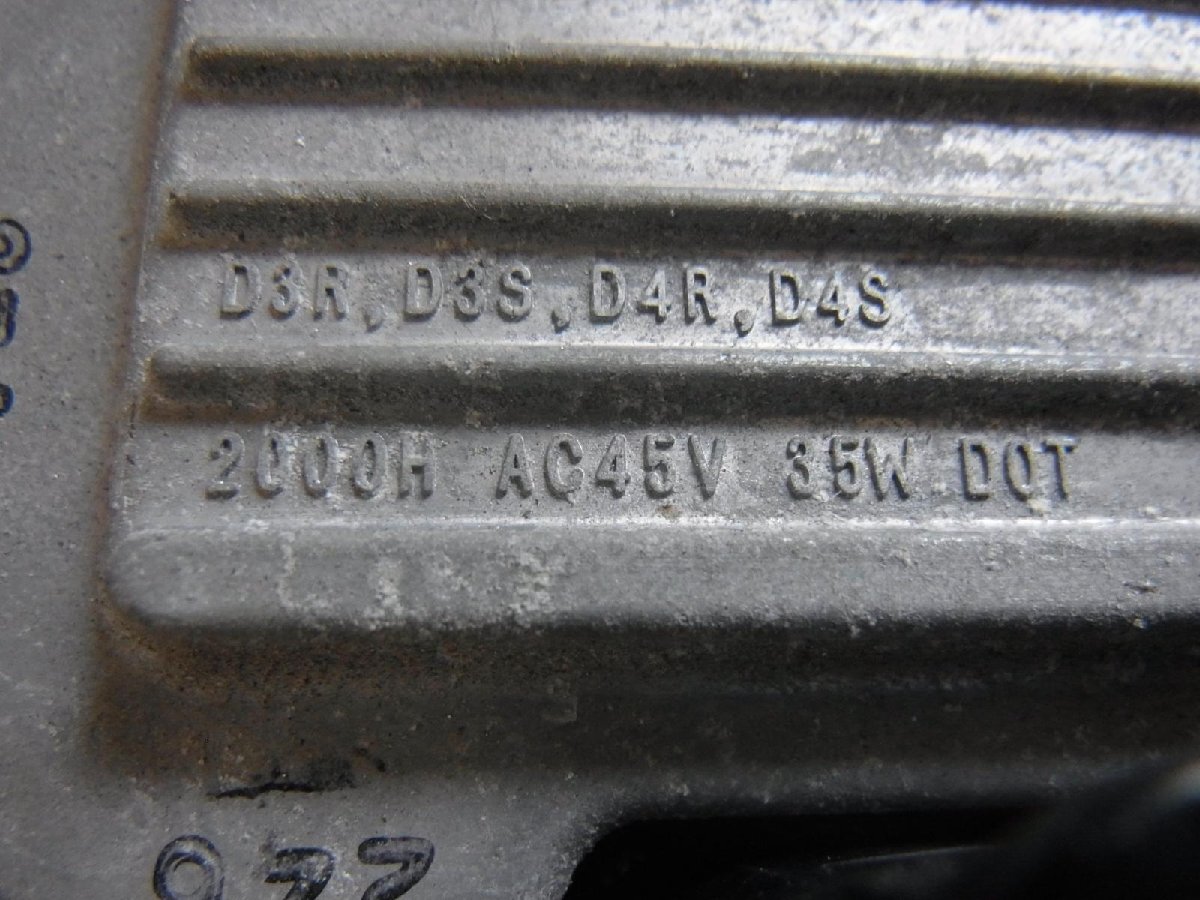 D3R,D3S,D4R,D4S
2000H AC45V 35W DOT